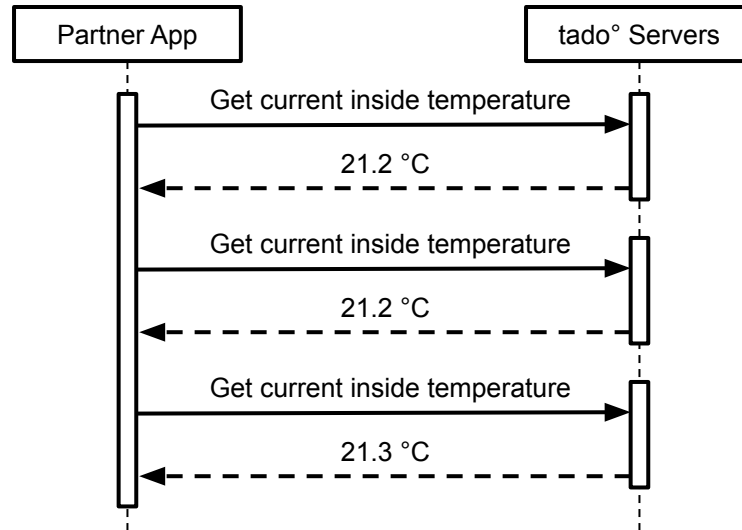 Partner App
tado° Servers
Get current inside temperature
21.2 °C
Get current inside temperature
21.2 °C
Get current inside temperature
21.3 °C